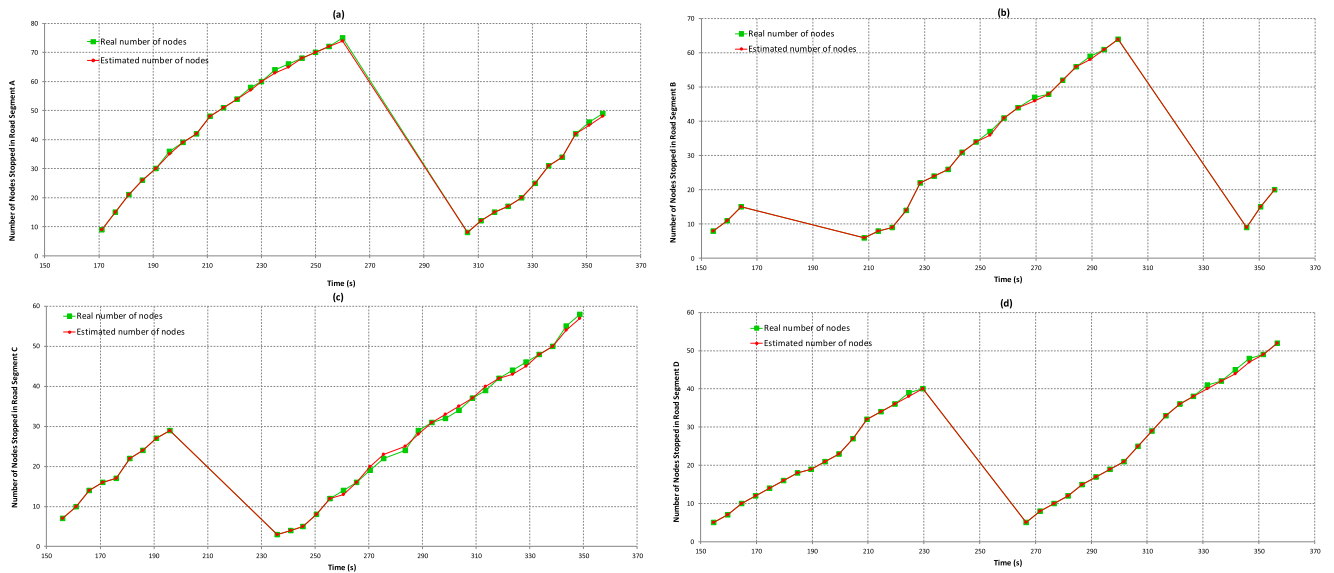 (a)
80
70
60
50
40
30
20
10
0
Number of Nodes Stopped in Road Segment A
Real number of nodes
Estimated number of nodes
150 170 190 210 230 250 270 290 310 330 350 370
Time (s)
(b)
70
60
50
40
30
20
10
0
Number of Nodes Stopped in Road Segment B
Real number of nodes
Estimated number of nodes
150 170 190 210 230 250 270 290 310 330 350 370
Time (s)
(c)
60
50
40
30
20
10
0
Number of Nodes Stopped in Road Segment C
Real number of nodes
Estimated number of nodes
150 170 190 210 230 250 270 290 310 330 350 370
Time (s)
(d)
60
50
40
30
20
10
0
Number of Nodes Stopped in Road Segment D
Real number of nodes
Estimated number of nodes
150 170 190 210 230 250 270 290 310 330 350 370
Time (s)